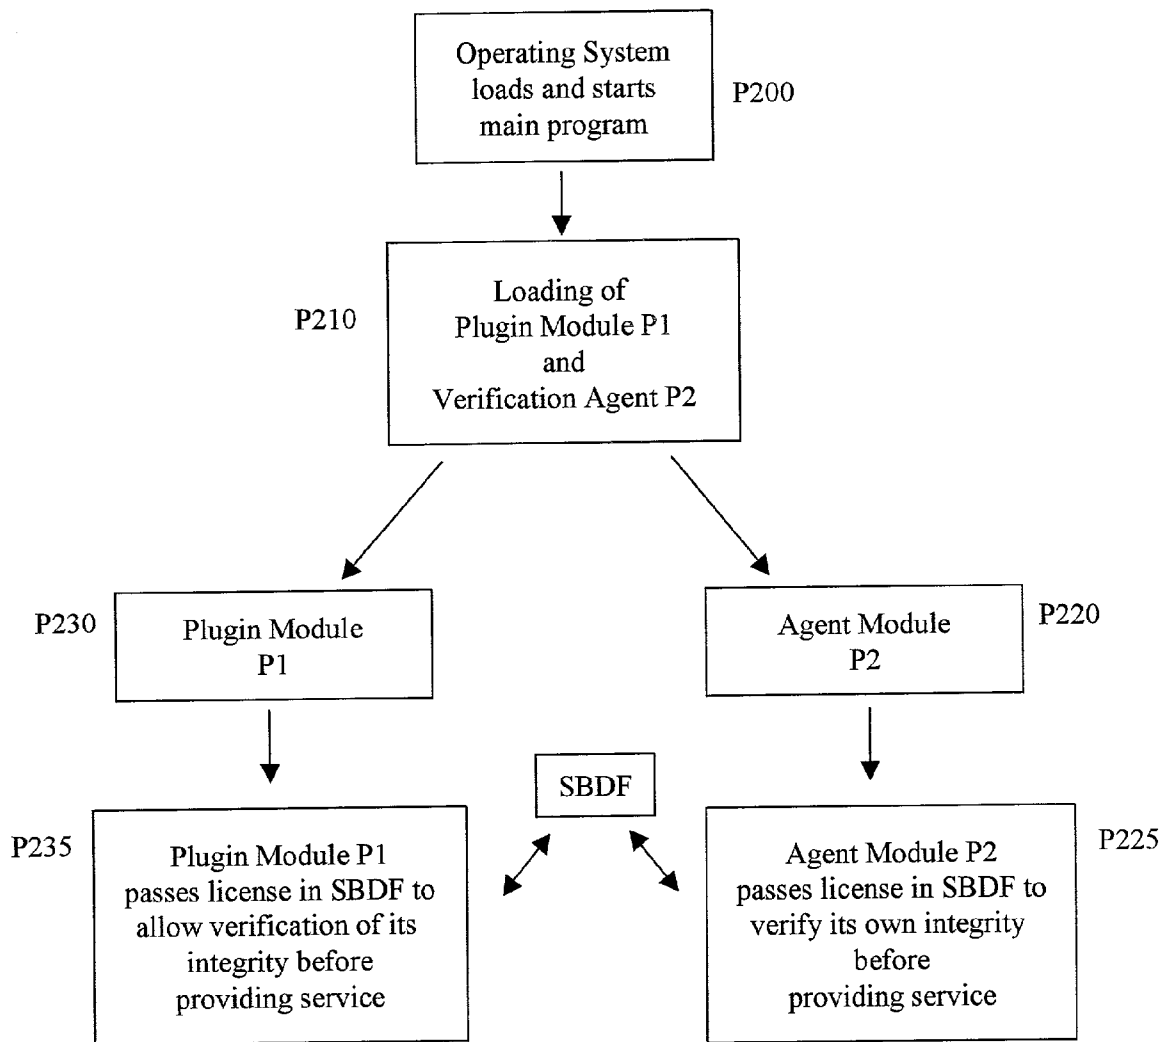 Operating System
loads and starts
main program
P200
P210
Loading of
Plugin Module P1
and
Verification Agent P2
P230
Plugin Module
P1
Agent Module
P2
P220
SBDF
P235
Plugin Module P1
passes license in SBDF to
allow verification of its
integrity before
providing service
Agent Module P2
passes license in SBDF to
verify its own integrity
before
providing service
P225